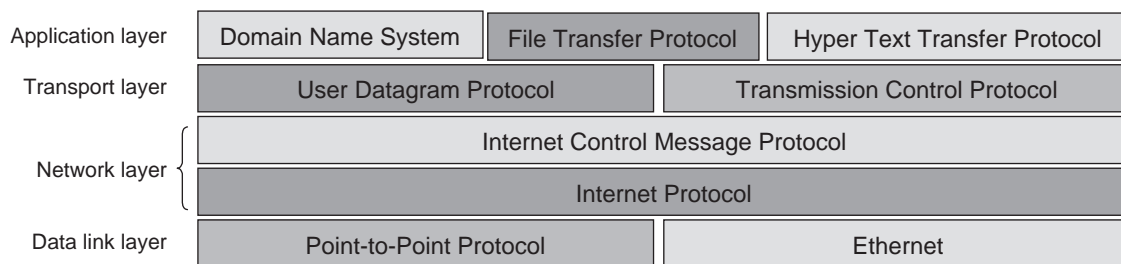 Application layer
Domain Name System
File Transfer Protocol
Hyper Text Transfer Protocol
Transport layer
User Datagram Protocol
Transmission Control Protocol
Network layer
Internet Control Message Protocol
Internet Protocol
Data link layer
Point-to-Point Protocol
Ethernet